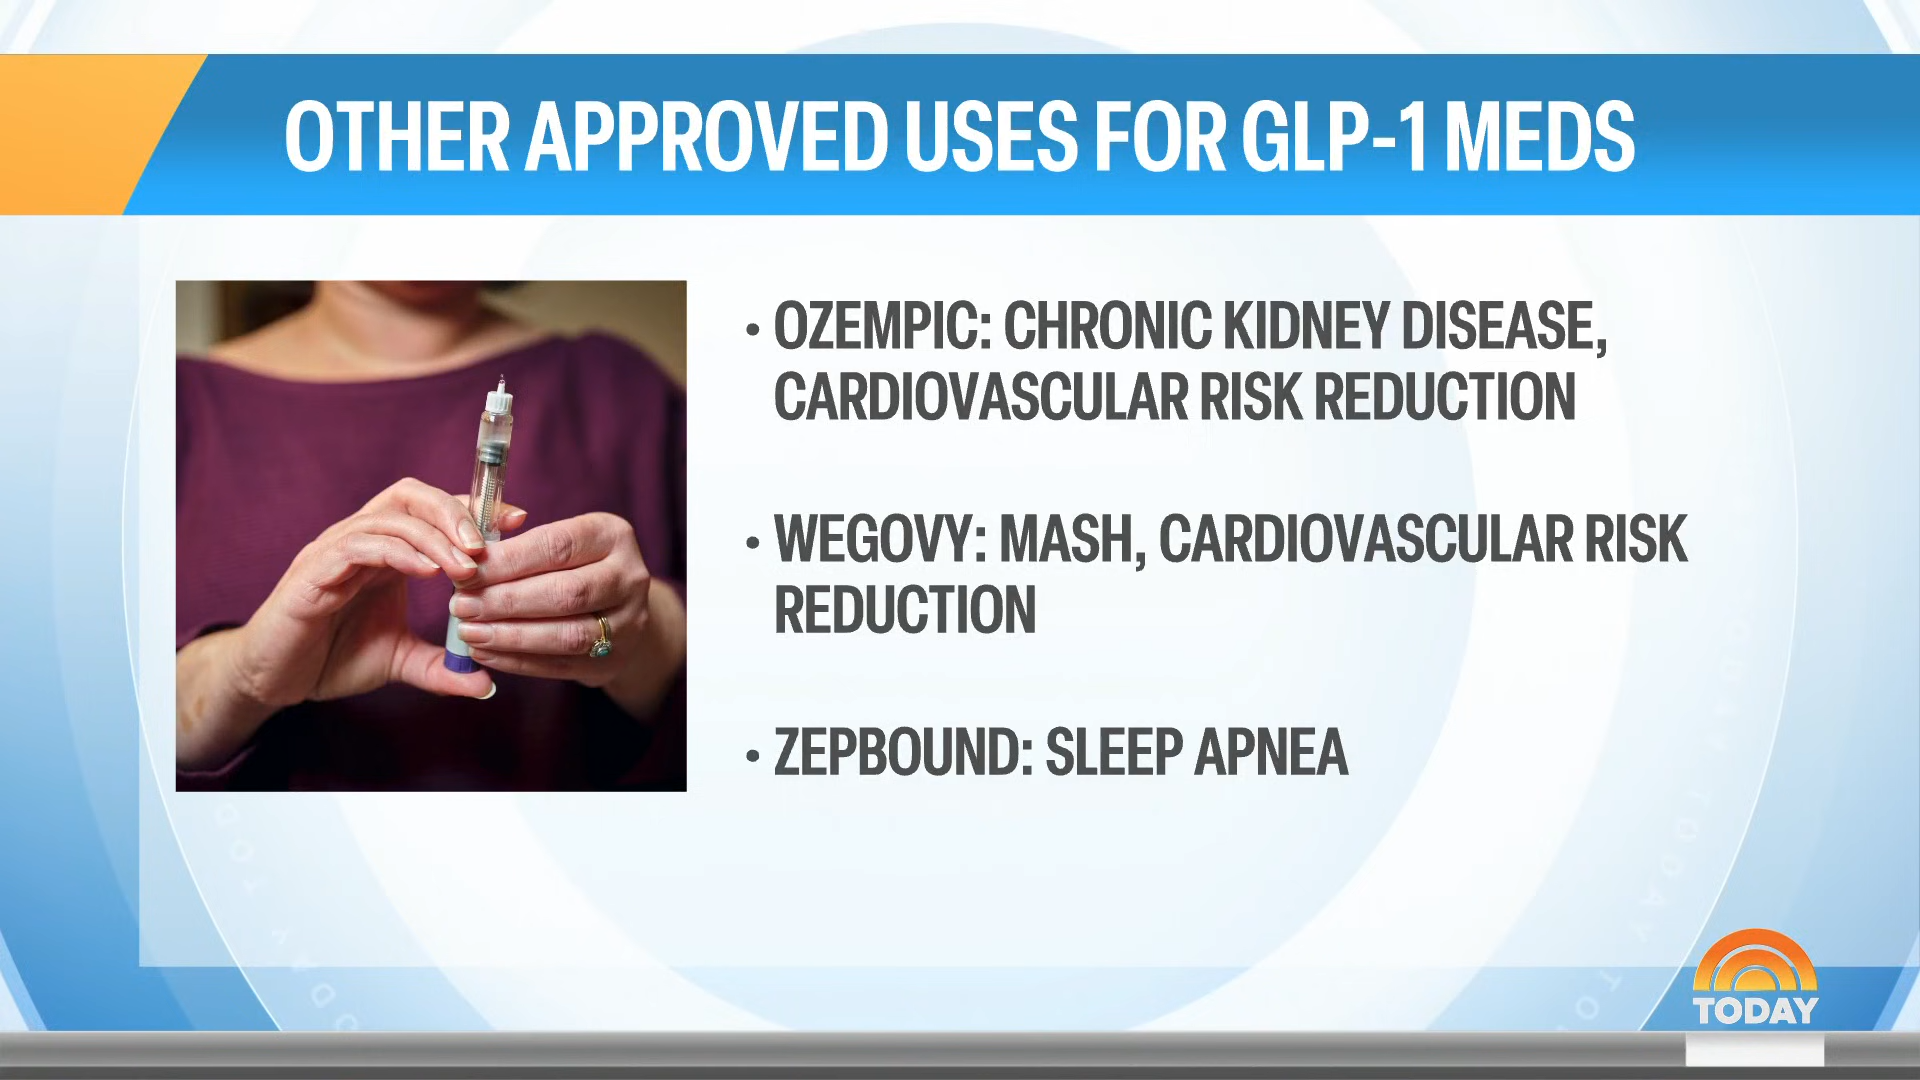 OTHER APPROVED USES FOR GLP-1 MEDS
• OZEMPIC: CHRONIC KIDNEY DISEASE,
CARDIOVASCULAR RISK REDUCTION
• WEGOVY: MASH, CARDIOVASCULAR RISK
REDUCTION
• ZEPBOUND: SLEEP APNEA
TODAY